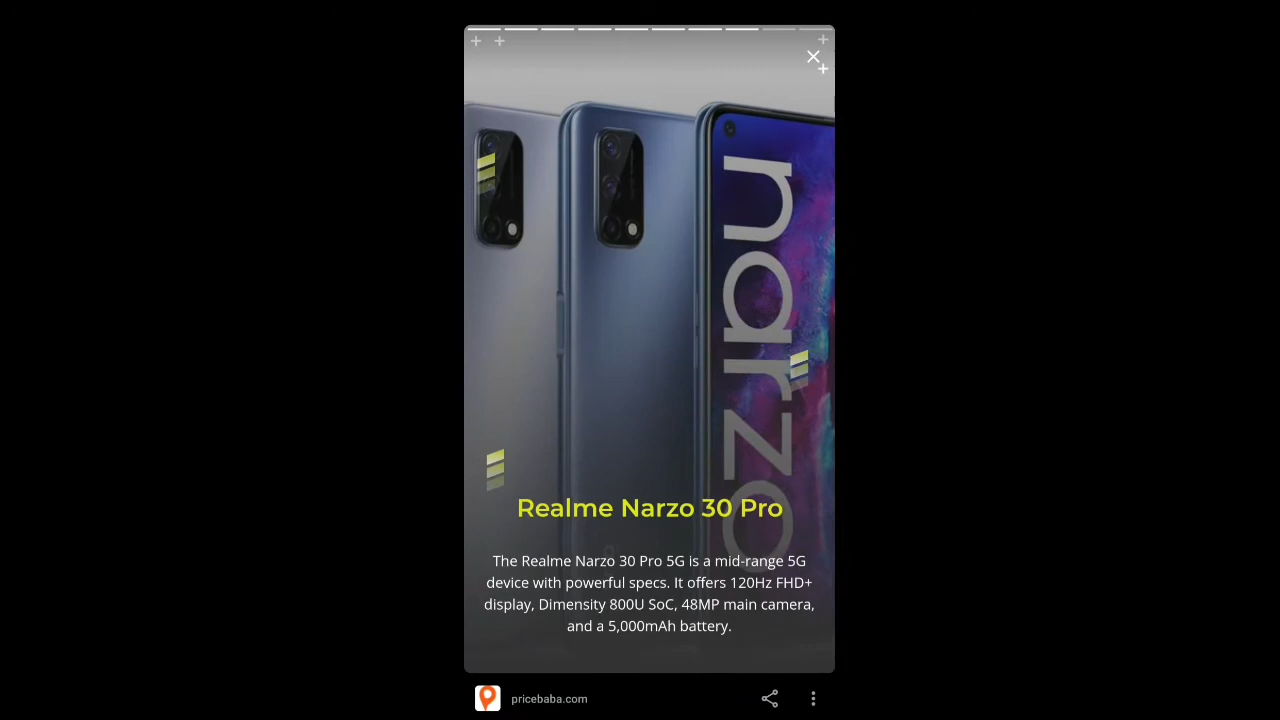 narzo
Realme Narzo 30 Pro
The Realme Narzo 30 Pro 5G is a mid-range 5G
device with powerful specs. It offers 120Hz FHD+
display, Dimensity 800U SoC, 48MP main camera,
and a 5,000mAh battery.
pricebaba.com